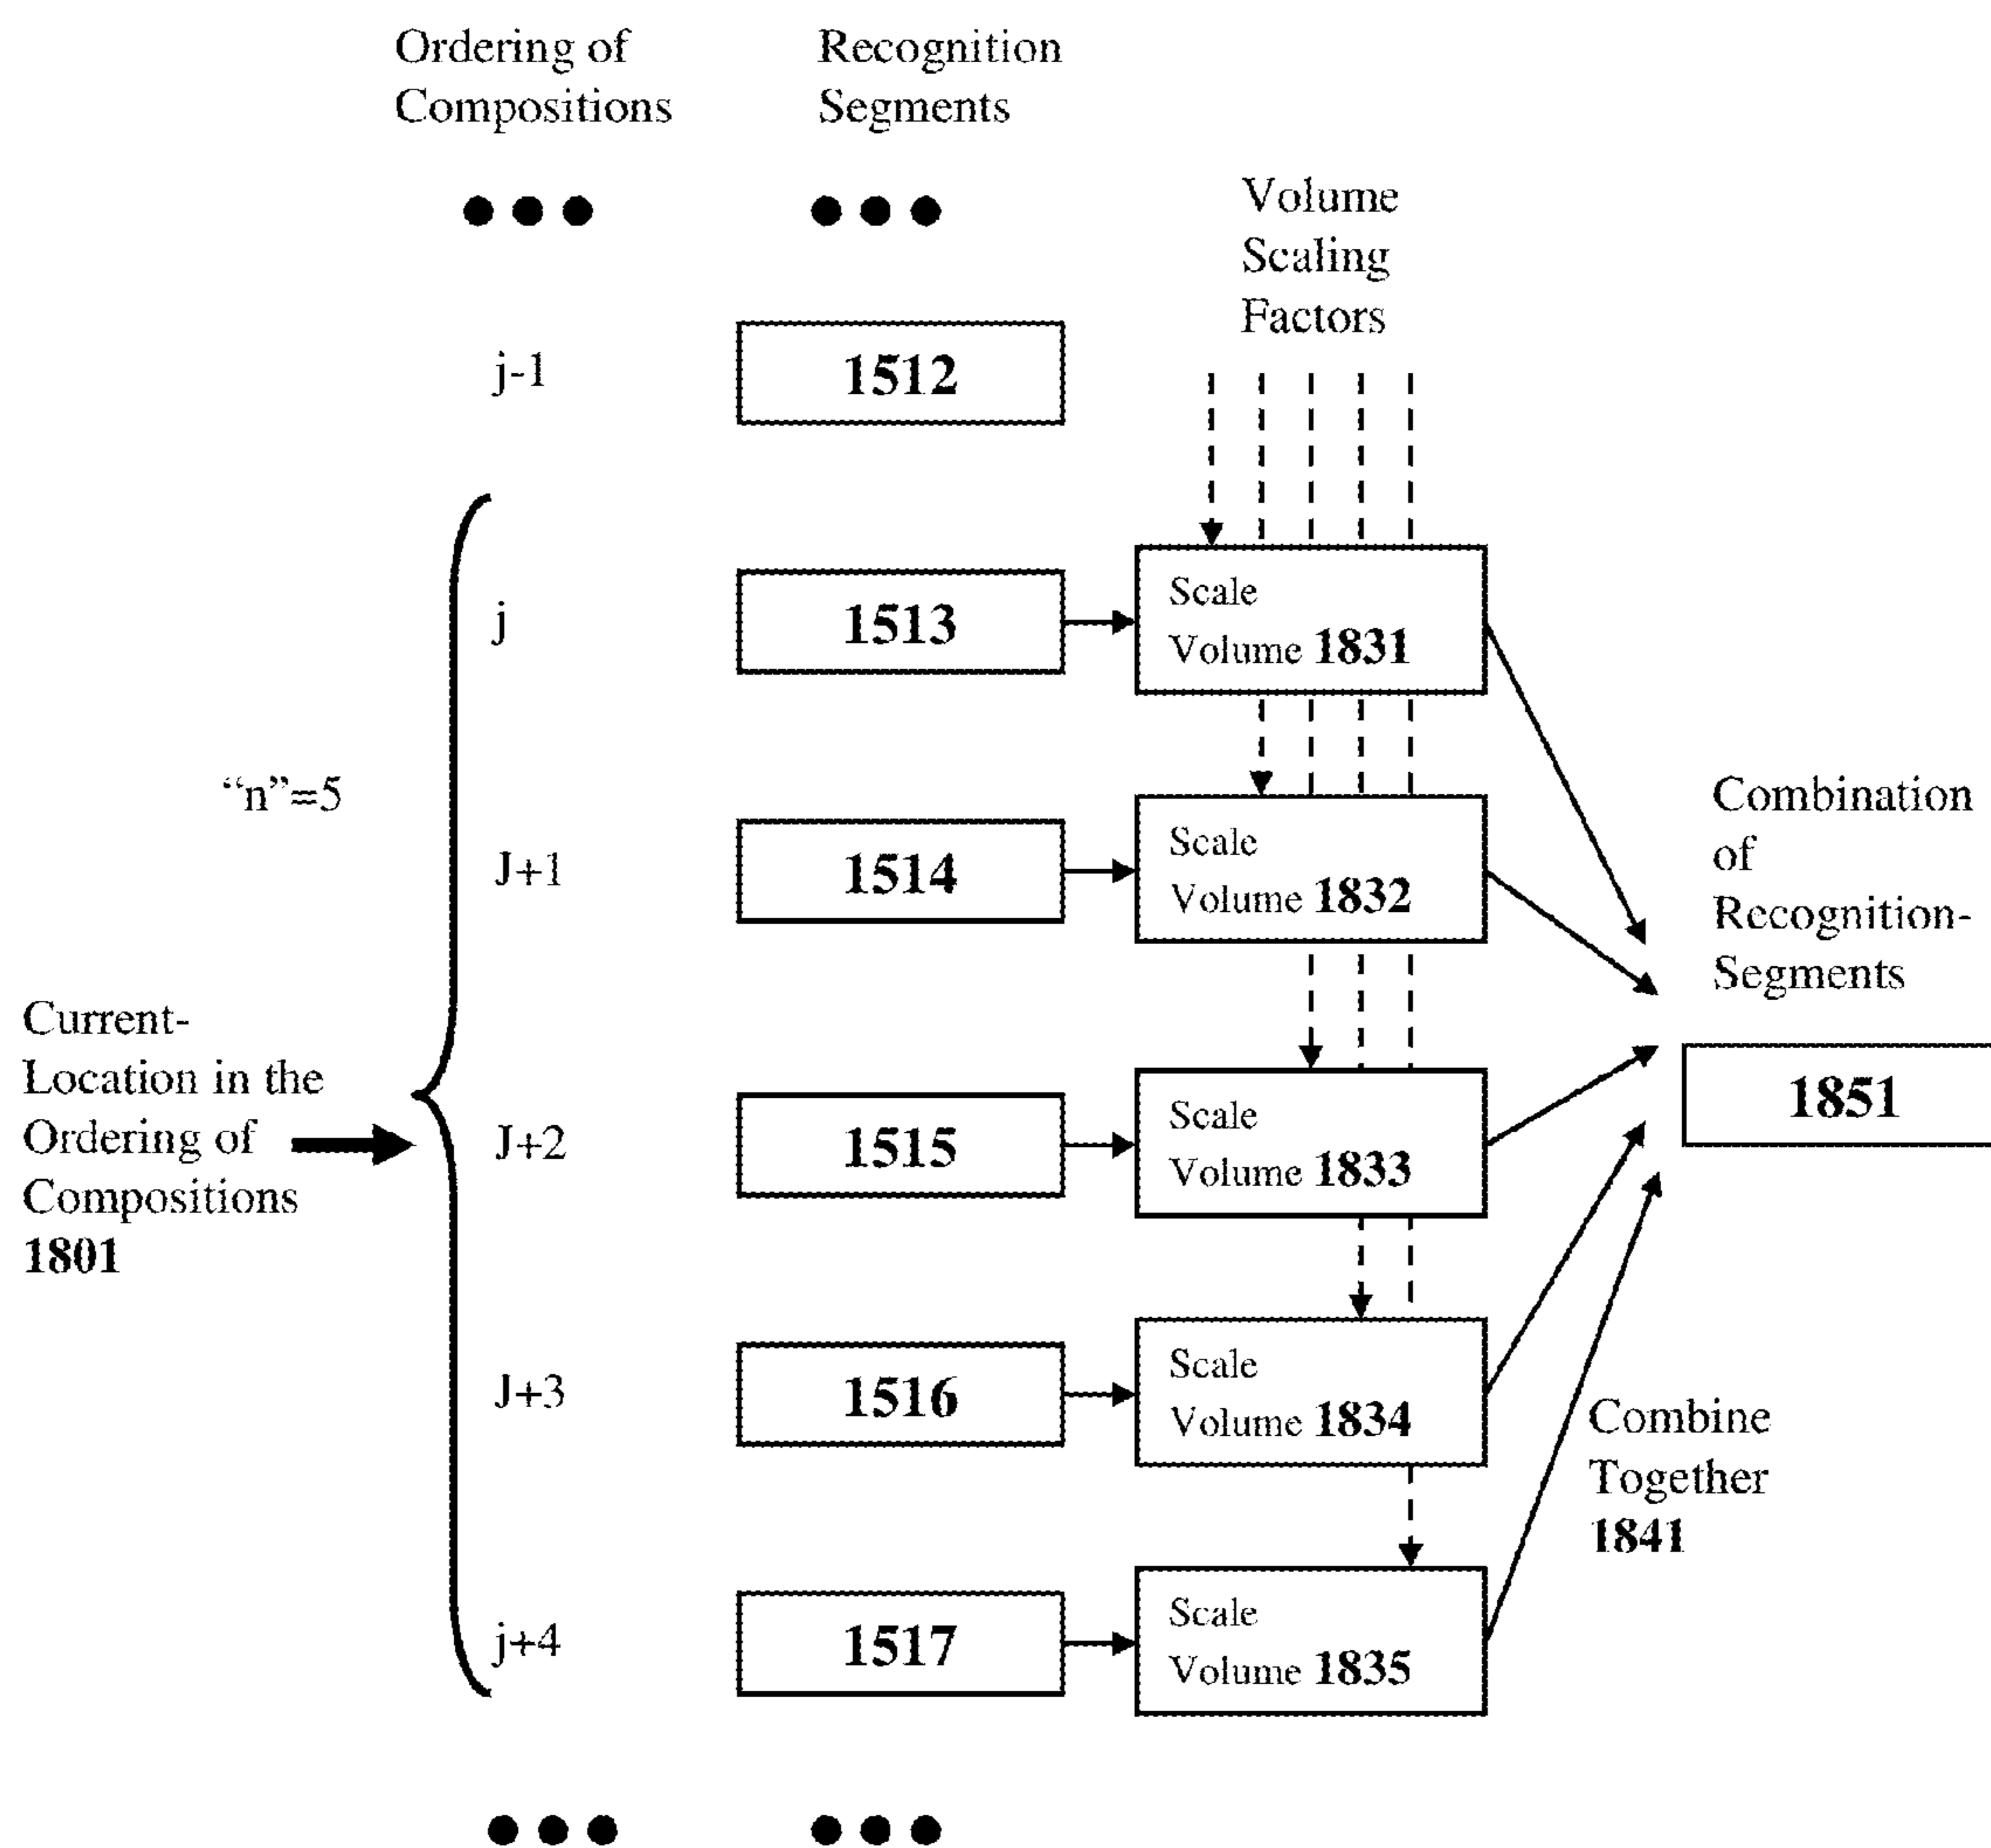 Ordering of
Compositions
Recognition
Segments
Volume
Scaling
Factors
j-1
1512
j
1513
Scale
Volume 1831
"n"=5
J+1
1514
Scale
Volume 1832
Combination
of
Recognition-
Segments
1851
Current-
Location in the
Ordering of
Compositions
1801
J+2
1515
Scale
Volume 1833
J+3
1516
Scale
Volume 1834
Combine
Together
1841
j+4
1517
Scale
Volume 1835